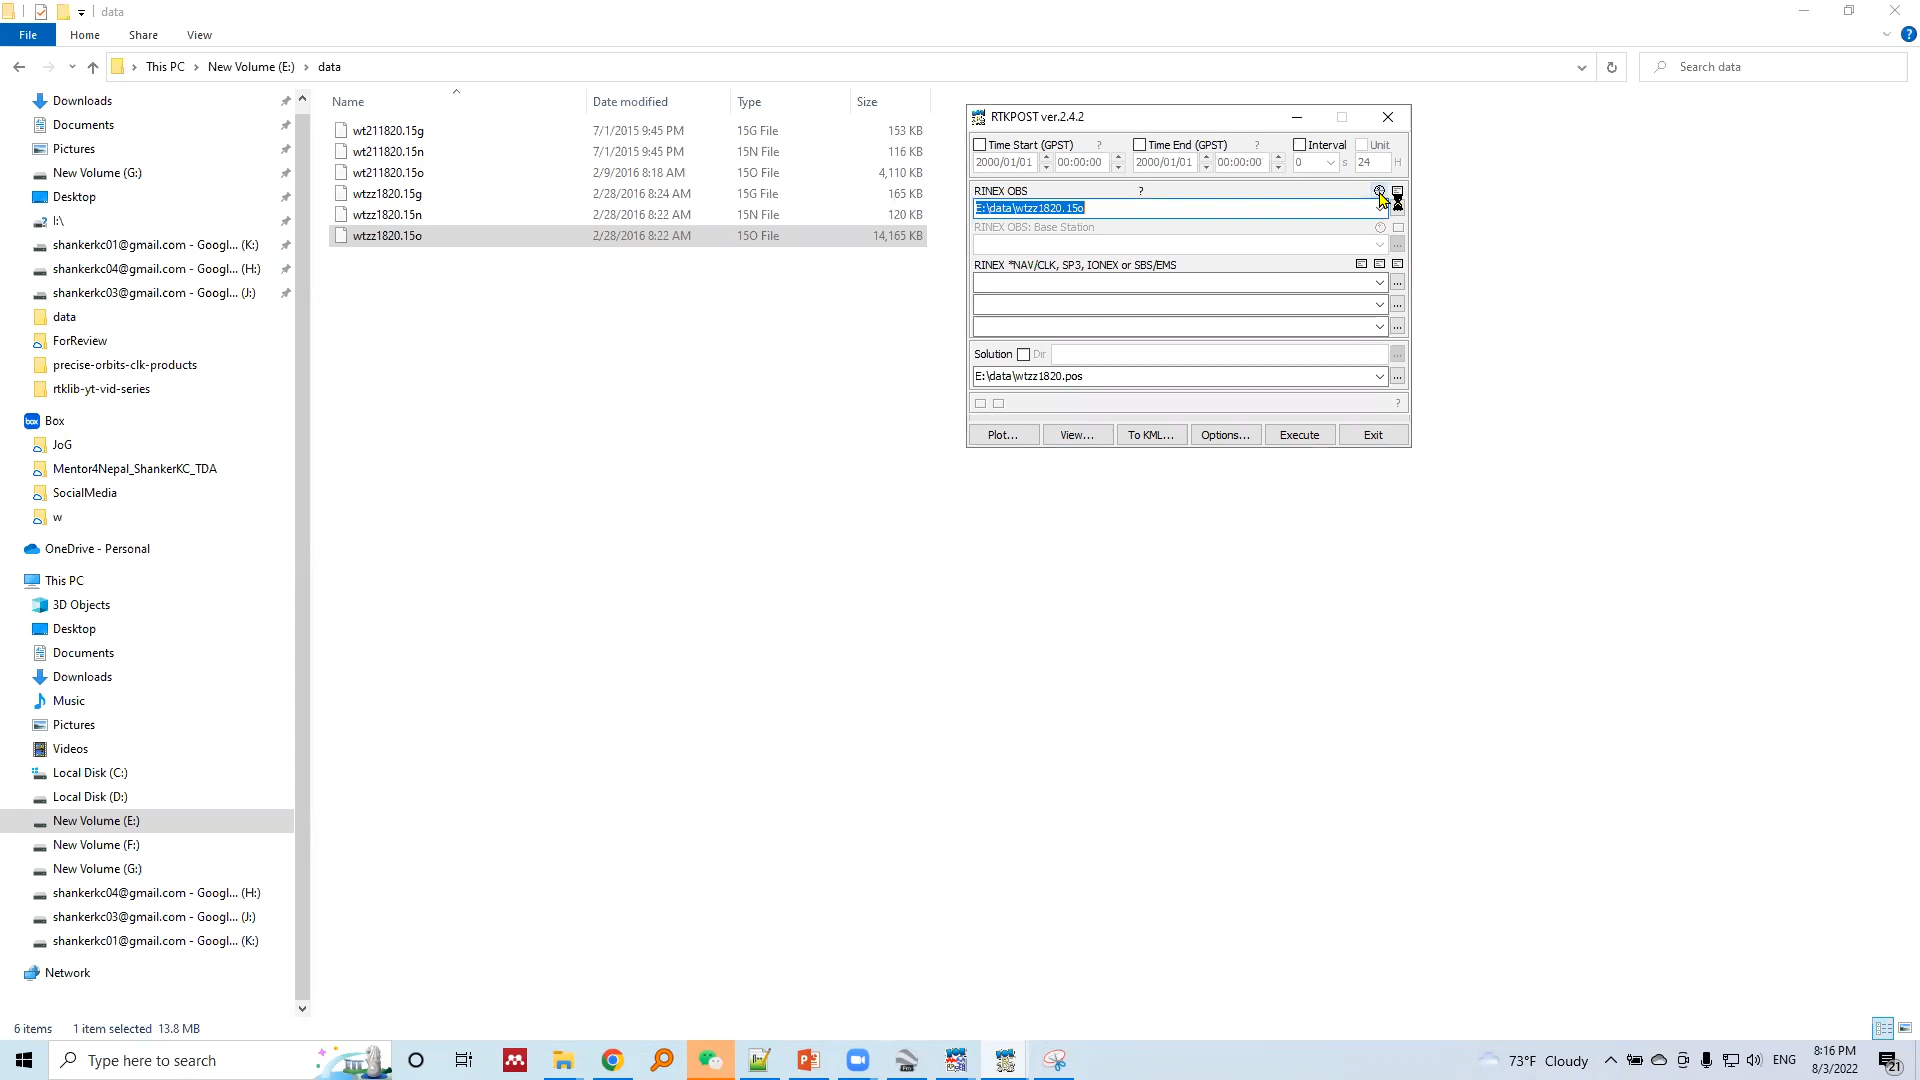 data
File Home Share View
This PC New Volume (E:) data
Search data
Name Date modified Type Size
wt211820.15g 7/1/2015 9:45 PM 15G File 153 KB
wt211820.15n 7/1/2015 9:45 PM 15N File 116 KB
wt211820.15o 2/9/2016 8:18 AM 15O File 4,110 KB
wtzz1820.15g 2/28/2016 8:24 AM 15G File 165 KB
wtzz1820.15n 2/28/2016 8:22 AM 15N File 120 KB
wtzz1820.15o 2/28/2016 8:22 AM 15O File 14,165 KB
Downloads
Documents
Pictures
New Volume (G:)
Desktop
I:\
shankerkc01@gmail.com - Googl... (K:)
shankerkc04@gmail.com - Googl... (H:)
shankerkc03@gmail.com - Googl... (J:)
data
ForReview
precise-orbits-clk-products
rtklib-yt-vid-series
box Box
JoG
Mentor4Nepal_ShankerKC_TDA
SocialMedia
w
OneDrive - Personal
This PC
3D Objects
Desktop
Documents
Downloads
Music
Pictures
Videos
Local Disk (C:)
Local Disk (D:)
New Volume (E:)
New Volume (F:)
New Volume (G:)
shankerkc04@gmail.com - Googl... (H:)
shankerkc03@gmail.com - Googl... (J:)
shankerkc01@gmail.com - Googl... (K:)
Network
6 items 1 item selected 13.8 MB
RTKPOST ver.2.4.2
Time Start (GPST) ? Time End (GPST) ? Interval Unit
2000/01/01 00:00:00 2000/01/01 00:00:00 0 s 24 H
RINEX OBS ?
E:\data\wtzz1820.15o
RINEX OBS: Base Station
...
RINEX *NAV/CLK, SP3, IONEX or SBS/EMS
...
...
...
Solution Dir ...
E:\data\wtzz1820.pos ...
?
Plot... View... To KML... Options... Execute Exit
Type here to search
73°F Cloudy ENG
8:16 PM
8/3/2022
21